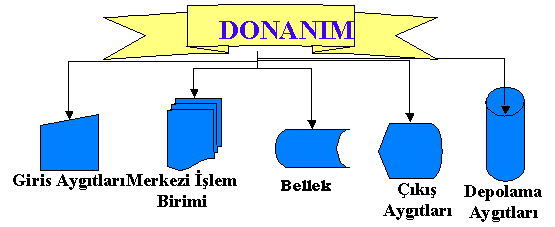 DONANIM
Giris Aygıtları
Merkezi İşlem
Birimi
Bellek
Çıkış
Aygıtları
Depolama
Aygıtları